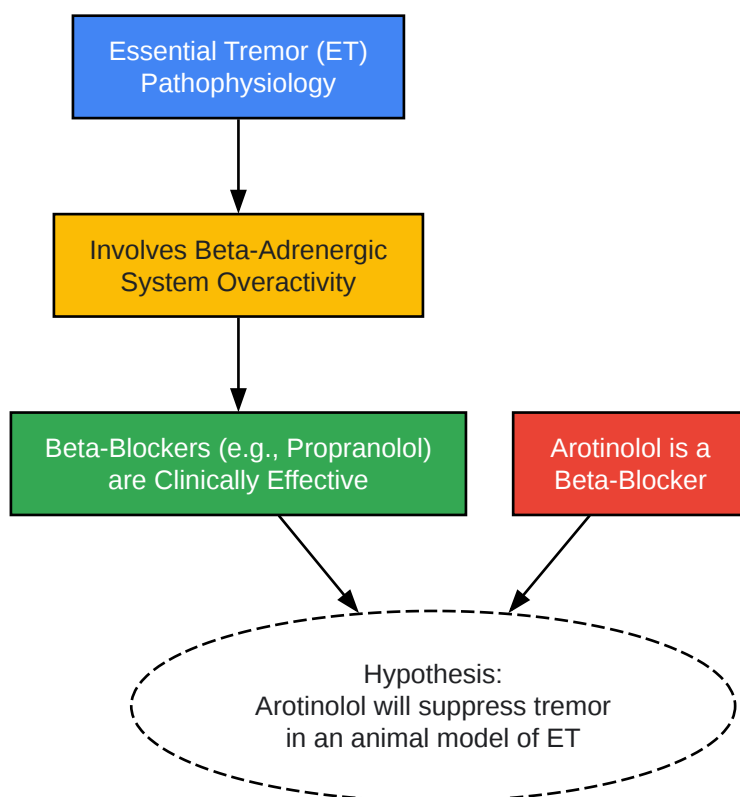 Essential Tremor (ET)
Pathophysiology
Involves Beta-Adrenergic
System Overactivity
Beta-Blockers (e.g., Propranolol)
are Clinically Effective
Arotinolol is a
Beta-Blocker
Hypothesis:
Arotinolol will suppress tremor
in an animal model of ET